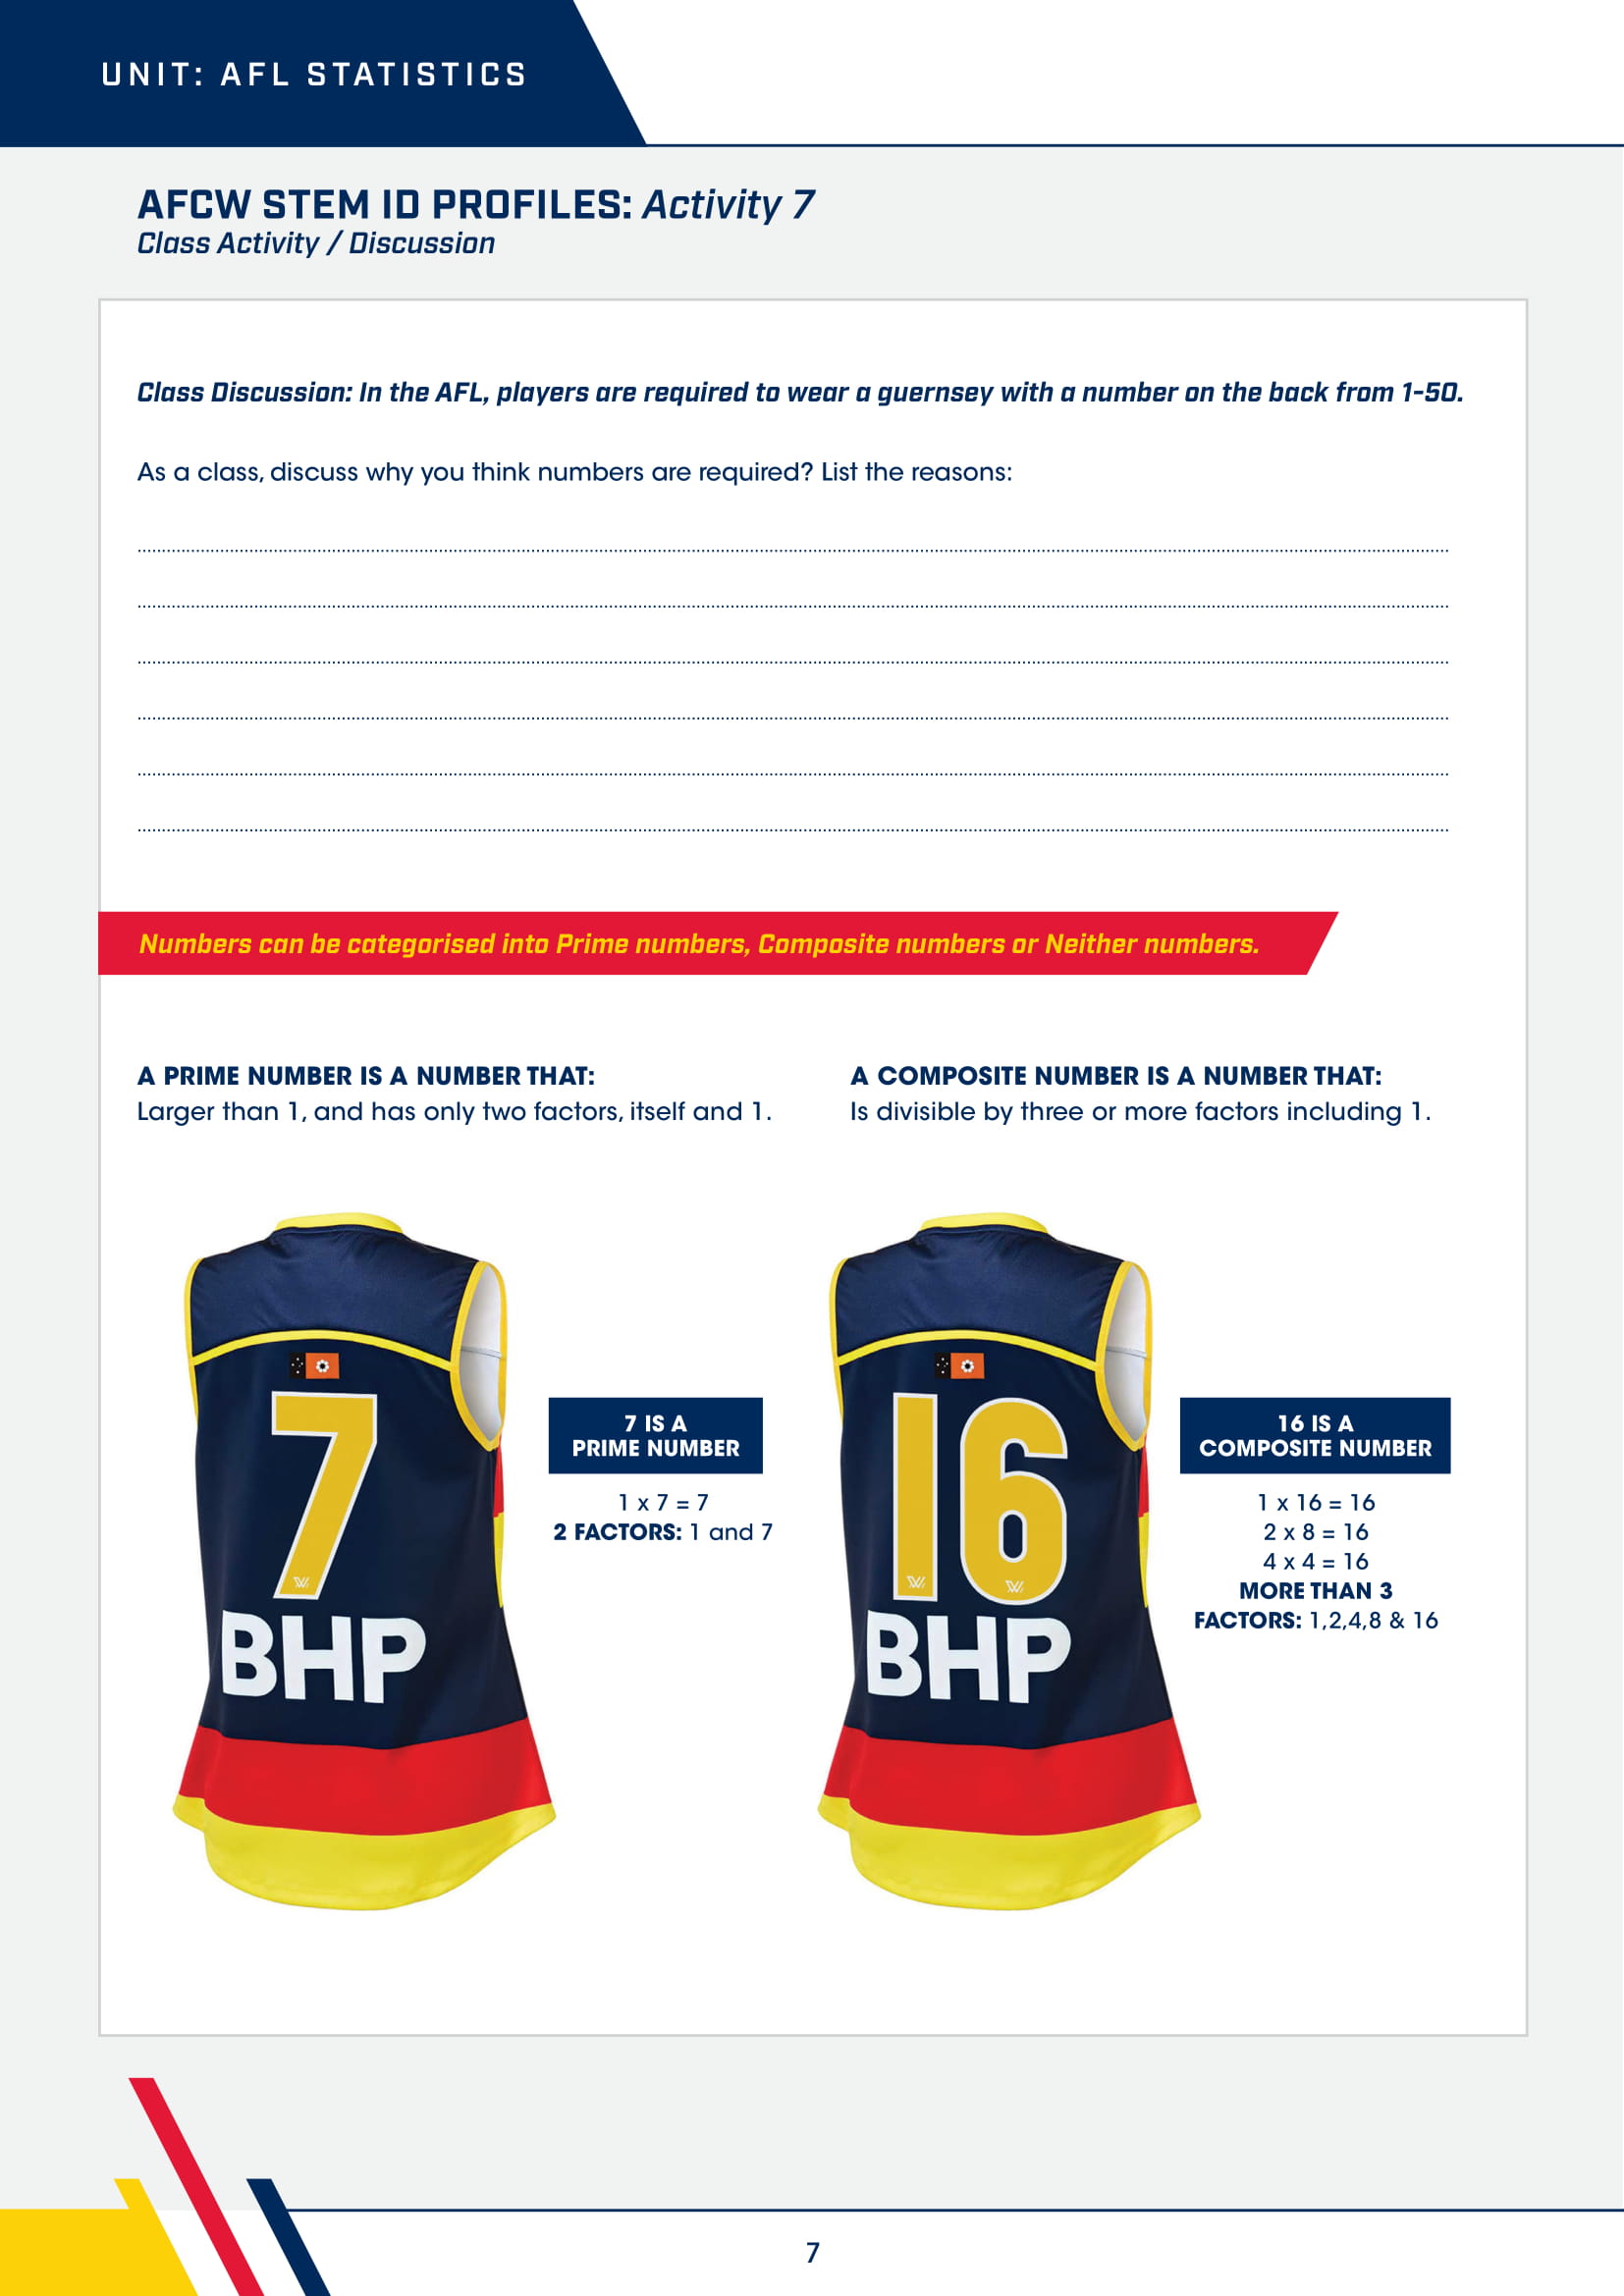 UNIT: AFL STATISTICS
AFCW STEM ID PROFILES: Activity 7
Class Activity / Discussion
Class Discussion: In the AFL, players are required to wear a guernsey with a number on the back from 1-50.
As a class, discuss why you think numbers are required? List the reasons:
Numbers can be categorised into Prime numbers, Composite numbers or Neither numbers.
A PRIME NUMBER IS A NUMBER THAT:
Larger than 1, and has only two factors, itself and 1.
A COMPOSITE NUMBER IS A NUMBER THAT:
Is divisible by three or more factors including 1.
7
BHP
7 IS A
PRIME NUMBER
1 x 7 = 7
2 FACTORS: 1 and 7
16
BHP
16 IS A
COMPOSITE NUMBER
1 x 16 = 16
2 x 8 = 16
4 x 4 = 16
MORE THAN 3
FACTORS: 1,2,4,8 & 16
7